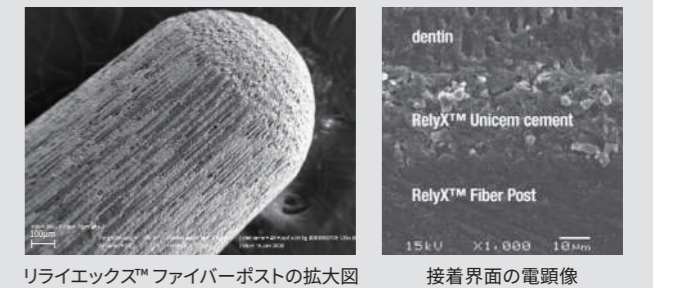 dentin
RelyX™ Unicem cement
RelyX™ Fiber Post
100μm
15kU ×1,000 10μm
リライエックス™ ファイバーポストの拡大図
接着界面の電顕像